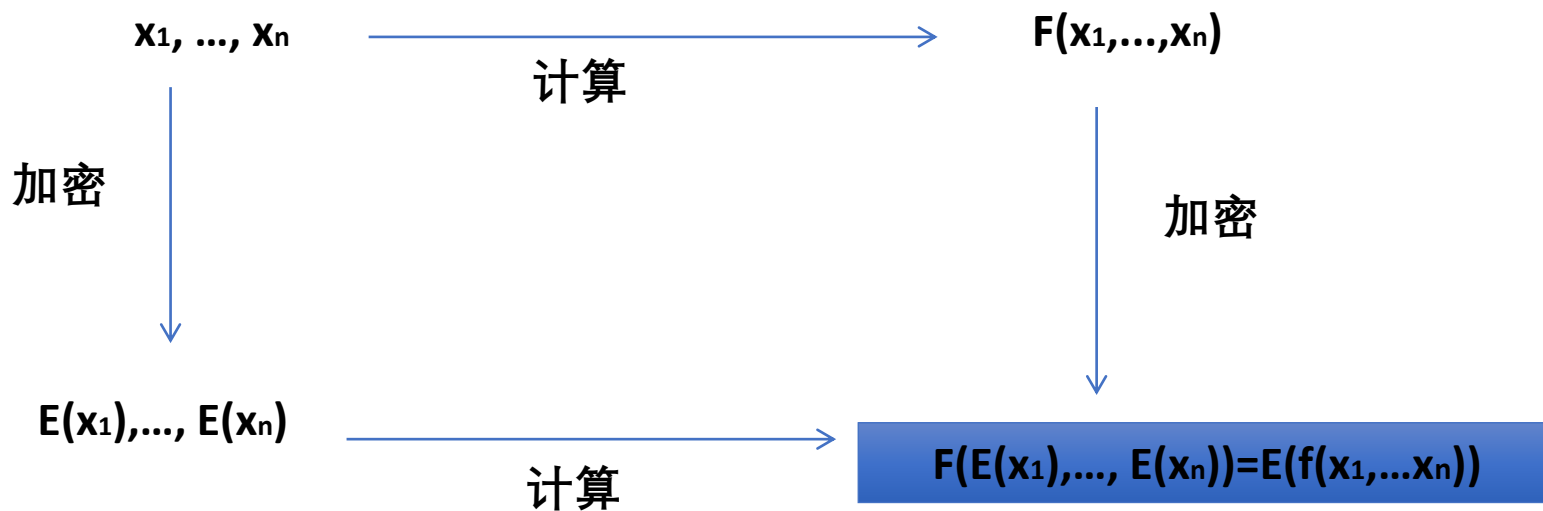 x1, ..., xn
F(x1,...,xn)
计算
加密
加密
E(x1),..., E(xn)
F(E(x1),..., E(xn))=E(f(x1,...xn))
计算